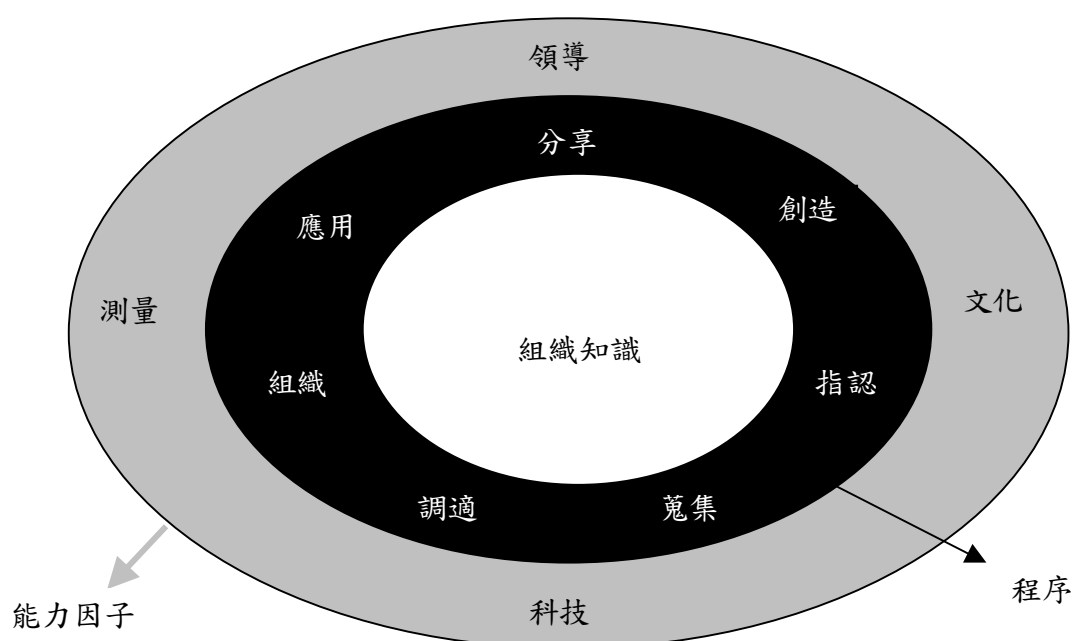 領導
分享
創造
應用
測量
文化
組織知識
組織
指認
調適
蒐集
程序
能力因子
科技